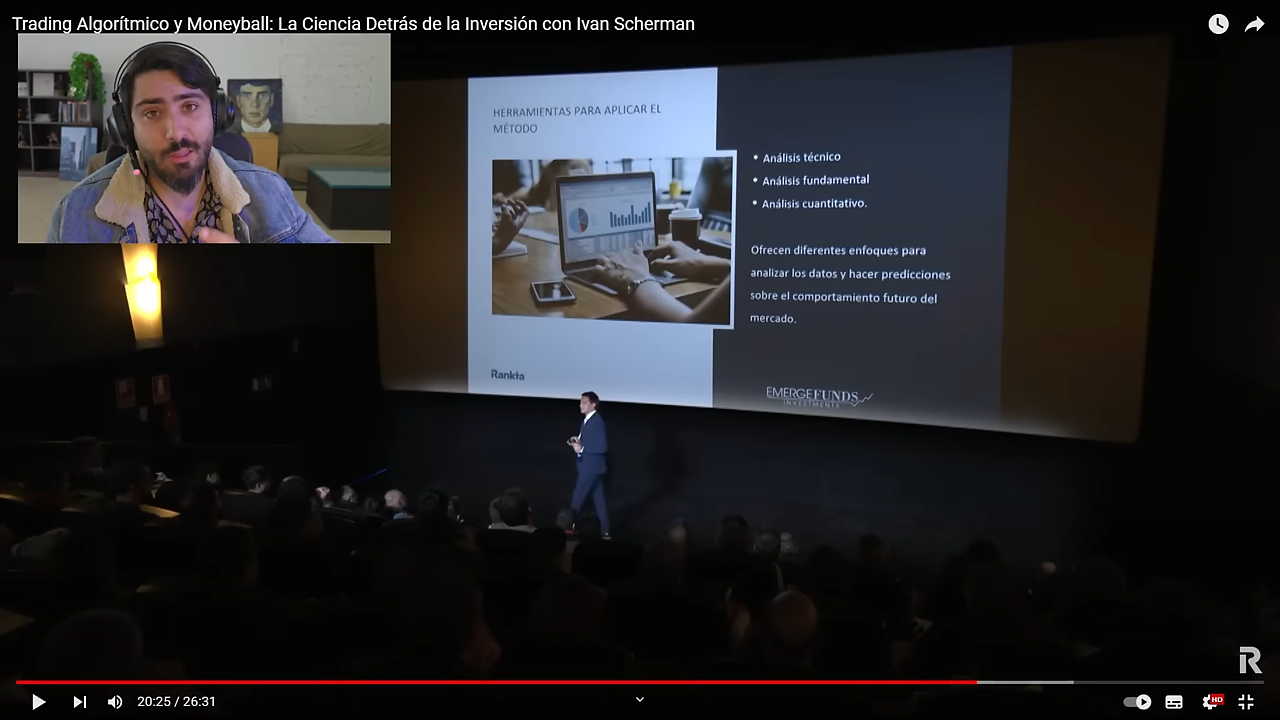 Trading Algorítmico y Moneyball: La Ciencia Detrás de la Inversión con Ivan Scherman
HERRAMIENTAS PARA APLICAR EL
MÉTODO
• Análisis técnico
• Análisis fundamental
• Análisis cuantitativo.
Ofrecen diferentes enfoques para
analizar los datos y hacer predicciones
sobre el comportamiento futuro del
mercado.
Rankia
EMERGEFUNDS
INVESTMENTS
R
20:25 / 26:31
HD